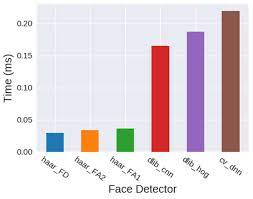 Time (ms)
0.20
0.15
0.10
0.05
0.00
haar_FD
haar_FA2
haar_FA1
dlib_cnn
dlib_hog
cv_dnn
Face Detector